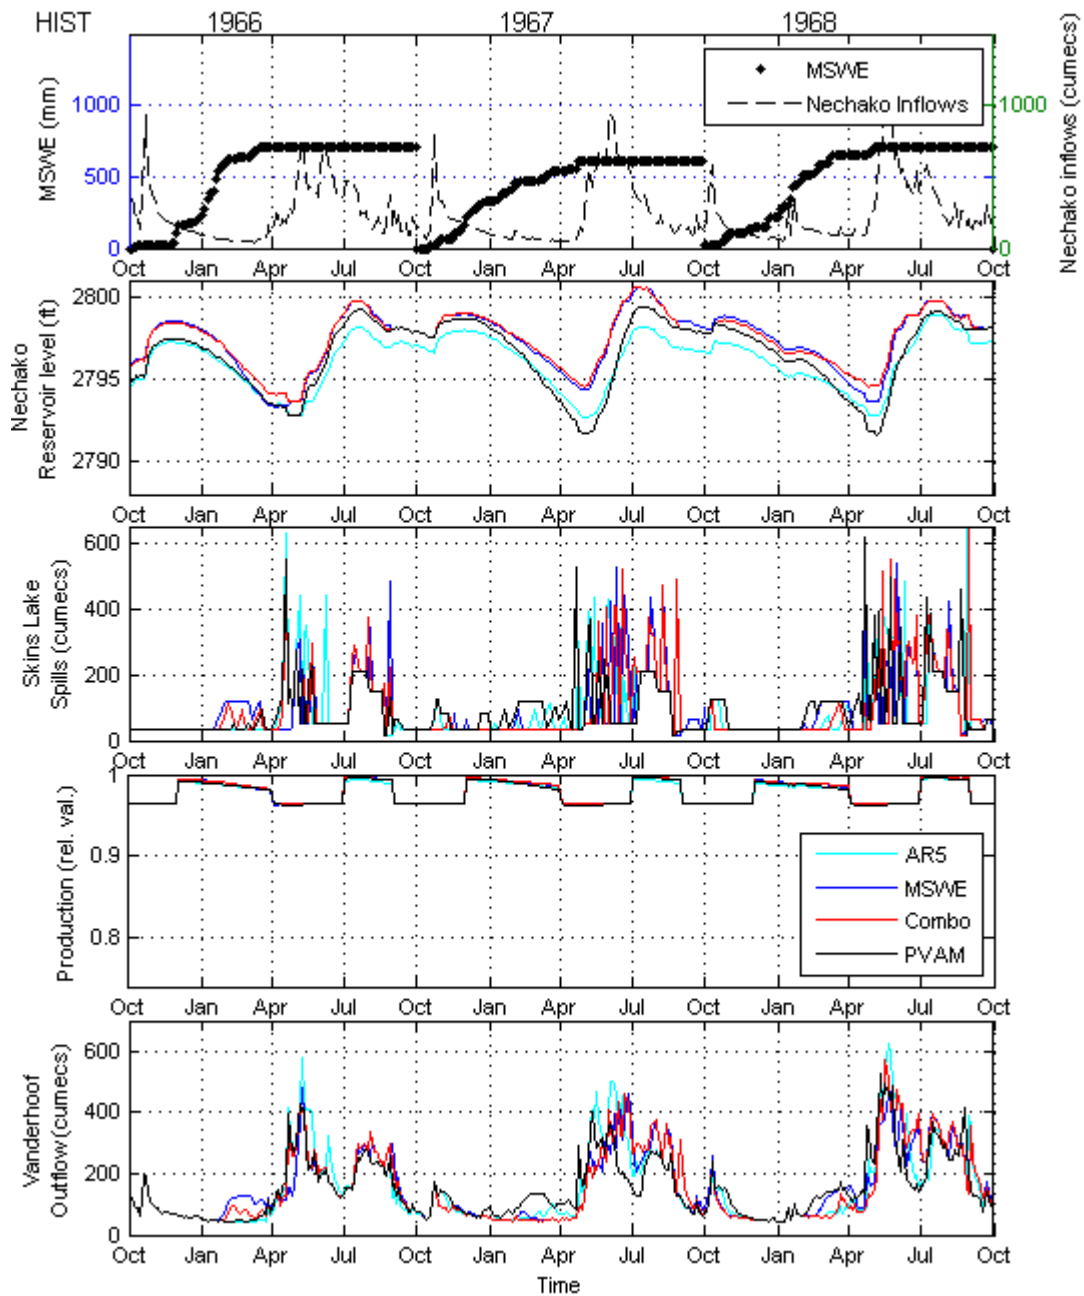 HIST 1966 1967 1968
MSWE (mm)
1000
500
0
MSWE
Nechako Inflows
1000
0
Nechako inflows (cumecs)
Oct Jan Apr Jul Oct Jan Apr Jul Oct Jan Apr Jul Oct
Nechako
Reservoir level (ft)
2800
2795
2790
Oct Jan Apr Jul Oct Jan Apr Jul Oct Jan Apr Jul Oct
Skins Lake
Spills (cumecs)
600
400
200
0
Oct Jan Apr Jul Oct Jan Apr Jul Oct Jan Apr Jul Oct
Production (rel. val.)
1
0.9
0.8
AR5
MSWE
Combo
PVAM
Oct Jan Apr Jul Oct Jan Apr Jul Oct Jan Apr Jul Oct
Vanderhoof
Outflow (cumecs)
600
400
200
0
Oct Jan Apr Jul Oct Jan Apr Jul Oct Jan Apr Jul Oct
Time